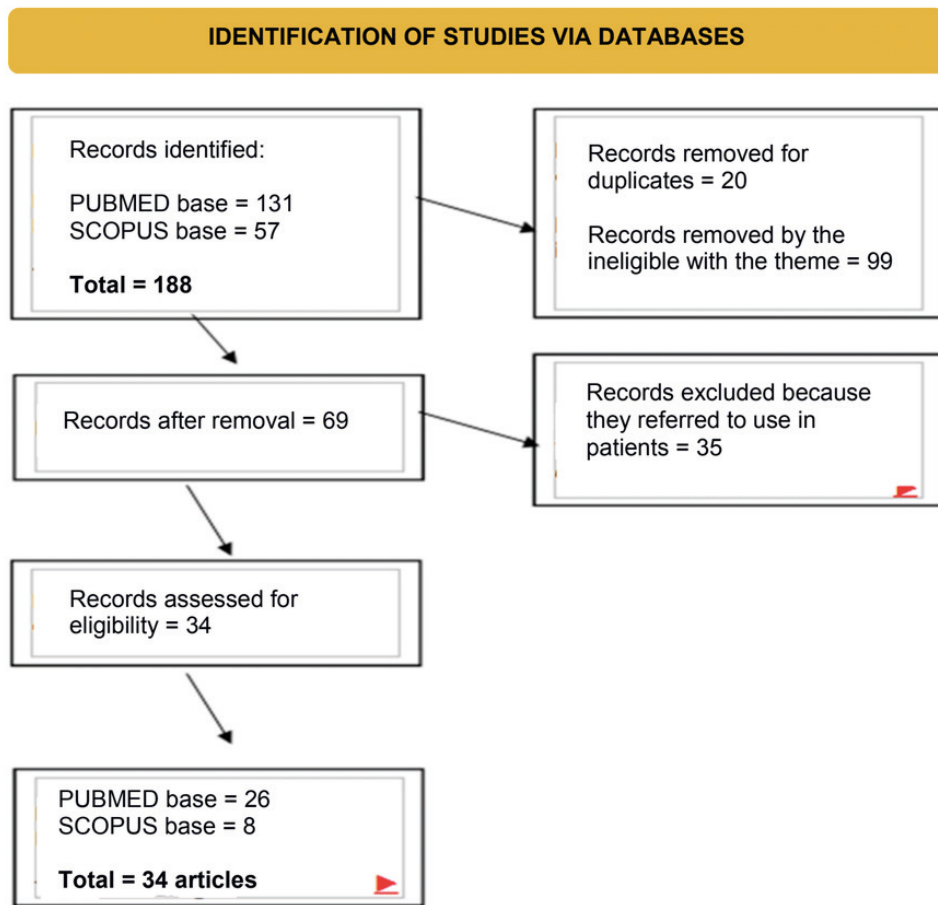 IDENTIFICATION OF STUDIES VIA DATABASES
Records identified:
PUBMED base = 131
SCOPUS base = 57
Total = 188
Records removed for
duplicates = 20
Records removed by the
ineligible with the theme = 99
Records after removal = 69
Records excluded because
they referred to use in
patients = 35
Records assessed for
eligibility = 34
PUBMED base = 26
SCOPUS base = 8
Total = 34 articles